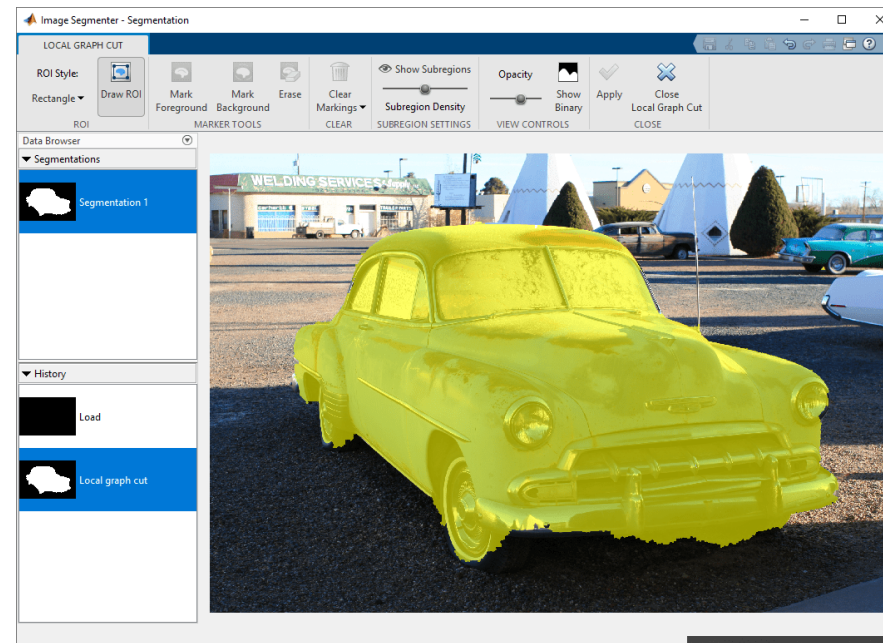 Image Segmenter - Segmentation
LOCAL GRAPH CUT
ROI Style:
Rectangle
Draw ROI
Mark
Foreground
Mark
Background
Erase
Clear
Markings
Show Subregions
Subregion Density
Opacity
Show
Binary
Apply
Close
Local Graph Cut
ROI
MARKER TOOLS
CLEAR
SUBREGION SETTINGS
VIEW CONTROLS
CLOSE
Data Browser
Segmentations
Segmentation 1
History
Load
Local graph cut
WELDING SERVICES